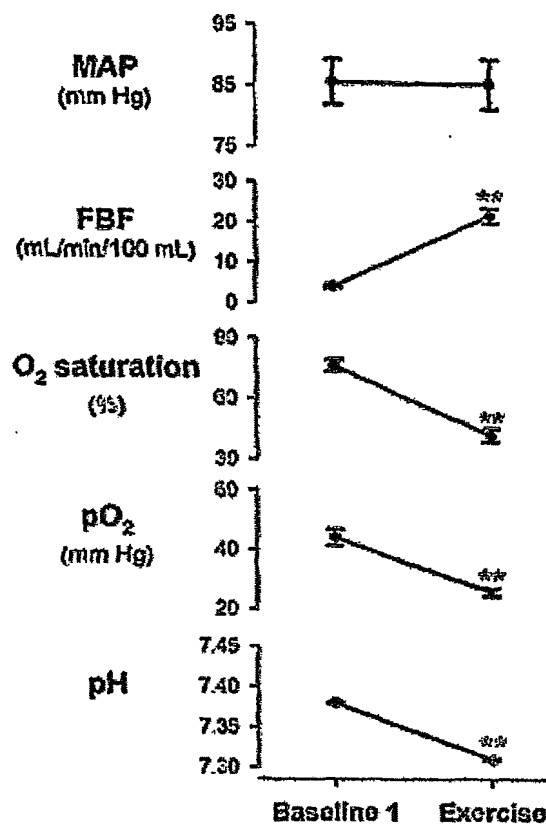 95
MAP
(mm Hg)
85
75
30
**
FBF
20
(mL/min/100 mL)
10
0
90
O₂ saturation
60
(%)
**
30
60
pO₂
(mm Hg)
40
**
20
7.45
pH
7.40
7.35
**
7.30
Baseline 1 Exercise